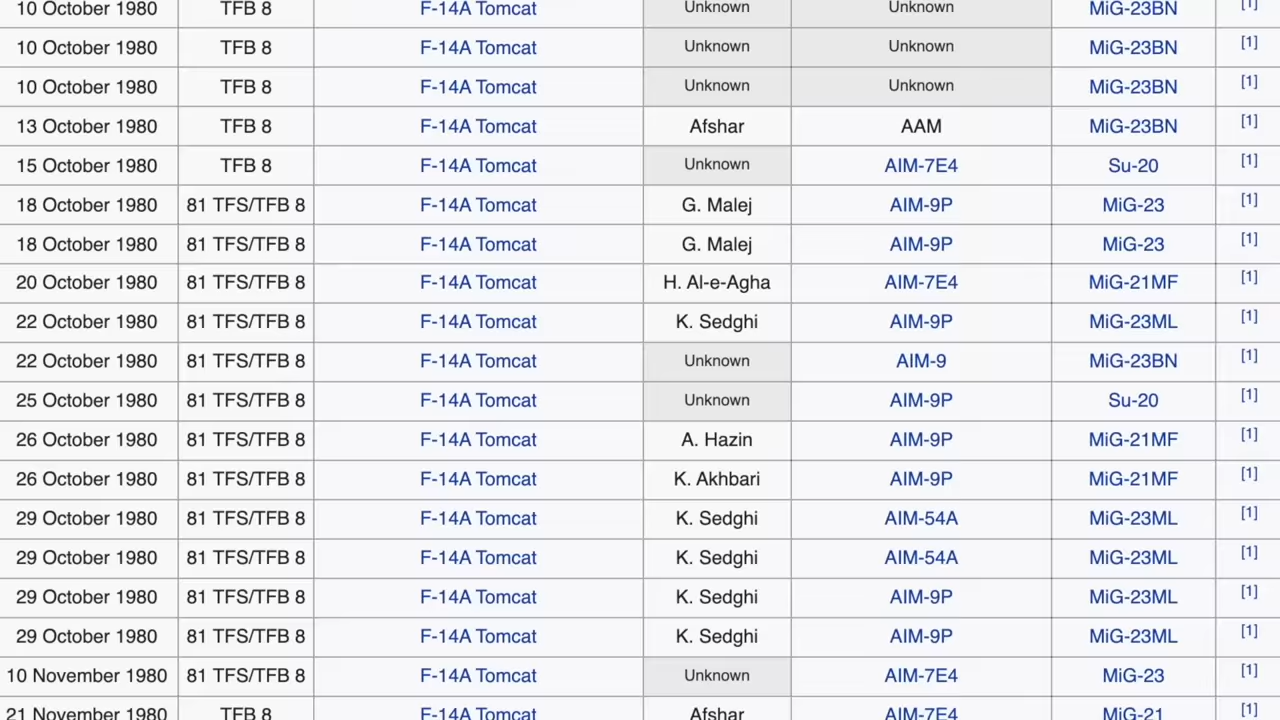 10 October 1980 TFB 8 F-14A Tomcat Unknown Unknown MiG-23BN [1]
10 October 1980 TFB 8 F-14A Tomcat Unknown Unknown MiG-23BN [1]
10 October 1980 TFB 8 F-14A Tomcat Unknown Unknown MiG-23BN [1]
13 October 1980 TFB 8 F-14A Tomcat Afshar AAM MiG-23BN [1]
15 October 1980 TFB 8 F-14A Tomcat Unknown AIM-7E4 Su-20 [1]
18 October 1980 81 TFS/TFB 8 F-14A Tomcat G. Malej AIM-9P MiG-23 [1]
18 October 1980 81 TFS/TFB 8 F-14A Tomcat G. Malej AIM-9P MiG-23 [1]
20 October 1980 81 TFS/TFB 8 F-14A Tomcat H. Al-e-Agha AIM-7E4 MiG-21MF [1]
22 October 1980 81 TFS/TFB 8 F-14A Tomcat K. Sedghi AIM-9P MiG-23ML [1]
22 October 1980 81 TFS/TFB 8 F-14A Tomcat Unknown AIM-9 MiG-23BN [1]
25 October 1980 81 TFS/TFB 8 F-14A Tomcat Unknown AIM-9P Su-20 [1]
26 October 1980 81 TFS/TFB 8 F-14A Tomcat A. Hazin AIM-9P MiG-21MF [1]
26 October 1980 81 TFS/TFB 8 F-14A Tomcat K. Akhbari AIM-9P MiG-21MF [1]
29 October 1980 81 TFS/TFB 8 F-14A Tomcat K. Sedghi AIM-54A MiG-23ML [1]
29 October 1980 81 TFS/TFB 8 F-14A Tomcat K. Sedghi AIM-54A MiG-23ML [1]
29 October 1980 81 TFS/TFB 8 F-14A Tomcat K. Sedghi AIM-9P MiG-23ML [1]
29 October 1980 81 TFS/TFB 8 F-14A Tomcat K. Sedghi AIM-9P MiG-23ML [1]
10 November 1980 81 TFS/TFB 8 F-14A Tomcat Unknown AIM-7E4 MiG-23 [1]
21 November 1980 TFB 8 F-14A Tomcat Afshar AIM-7E4 MiG-21 [1]